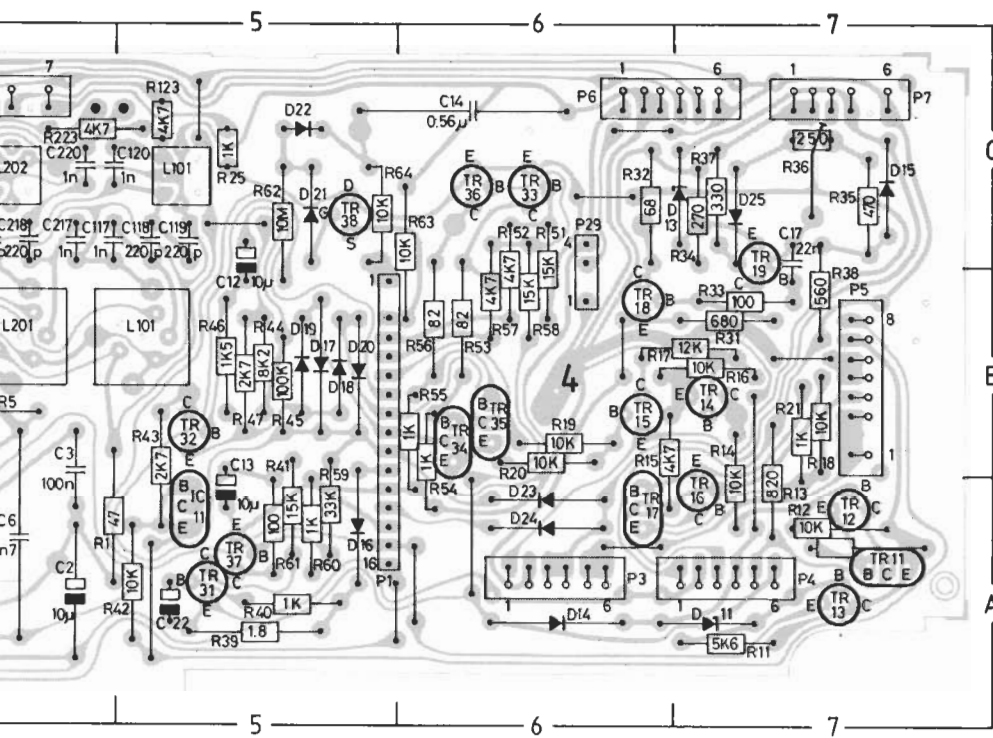 5 6 7
7 R123 1 6 1 6
D22 C14 P6 P7
4K7 4K7 0.56µ 250
R223
C220 C120 1K E E R37 C
L202 1n 1n L101 R25 R62 D21 D R64 TR 36 B TR 33 B R32 330 D25 R36 D15
C C 68 D13 270 R35 470
C218 C217 C117 C118 C119 10M G TR 38 10K R63 R52 R51 P29 E C17
220p 1n 1n 220p 220p S 10K 4K7 15K 4 R34 TR 19 22n R38
C12 10µ 1 4K7 15K 1 C B
C R33 100 560 P5
TR 18 B 680 8
L201 L101 R46 R44 D19 D17 D20 82 82 R57 R58 E R31
1K5 8K2 R56 R53 R17 12K
2K7 100K D18 4 10K R16
R47 R45 R55 C E TR 14 C B
R5 C B TR 35 R19 B TR 15 B R21
TR 32 B 1K B C E 10K E 10K
R43 E TR 34 R20 10K R15 R14 1K
C3 2K7 C13 R41 R59 1K R54 4K7 C 10K 820 R18 1
100n B C E IC 11 10µ 15K 33K D23 B C E TR 17 E TR 16 B R13 B
C6 47 E 100 1K D24 R12 10K TR 12 C
n7 R1 C TR 37 B D16 E
C2 R61 R60 16 P1 P3 P4 TR11
10µ 10K B TR 31 C 1 6 1 6 B C E
R42 C22 E R40 1K B TR 13 A
R39 1.8 D14 D11 E C
5K6 R11
5 6 7